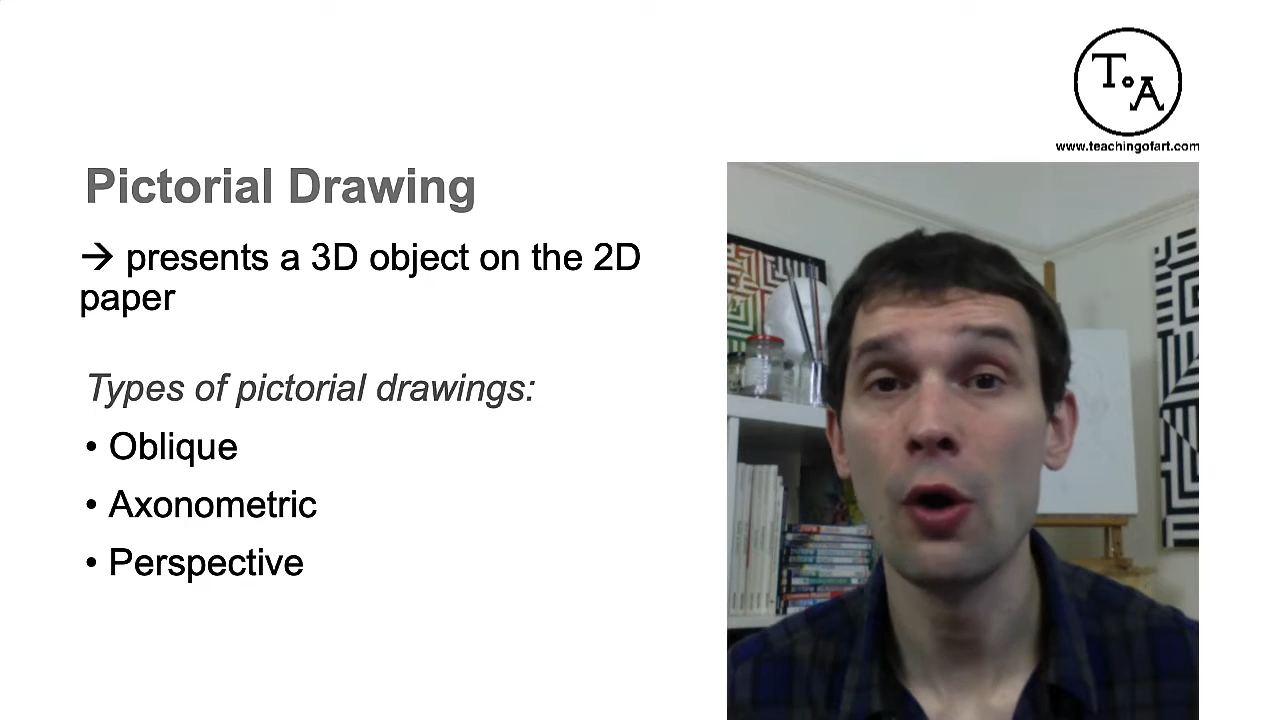 T.A
www.teachingofart.com
Pictorial Drawing
→ presents a 3D object on the 2D
paper
Types of pictorial drawings:
• Oblique
• Axonometric
• Perspective